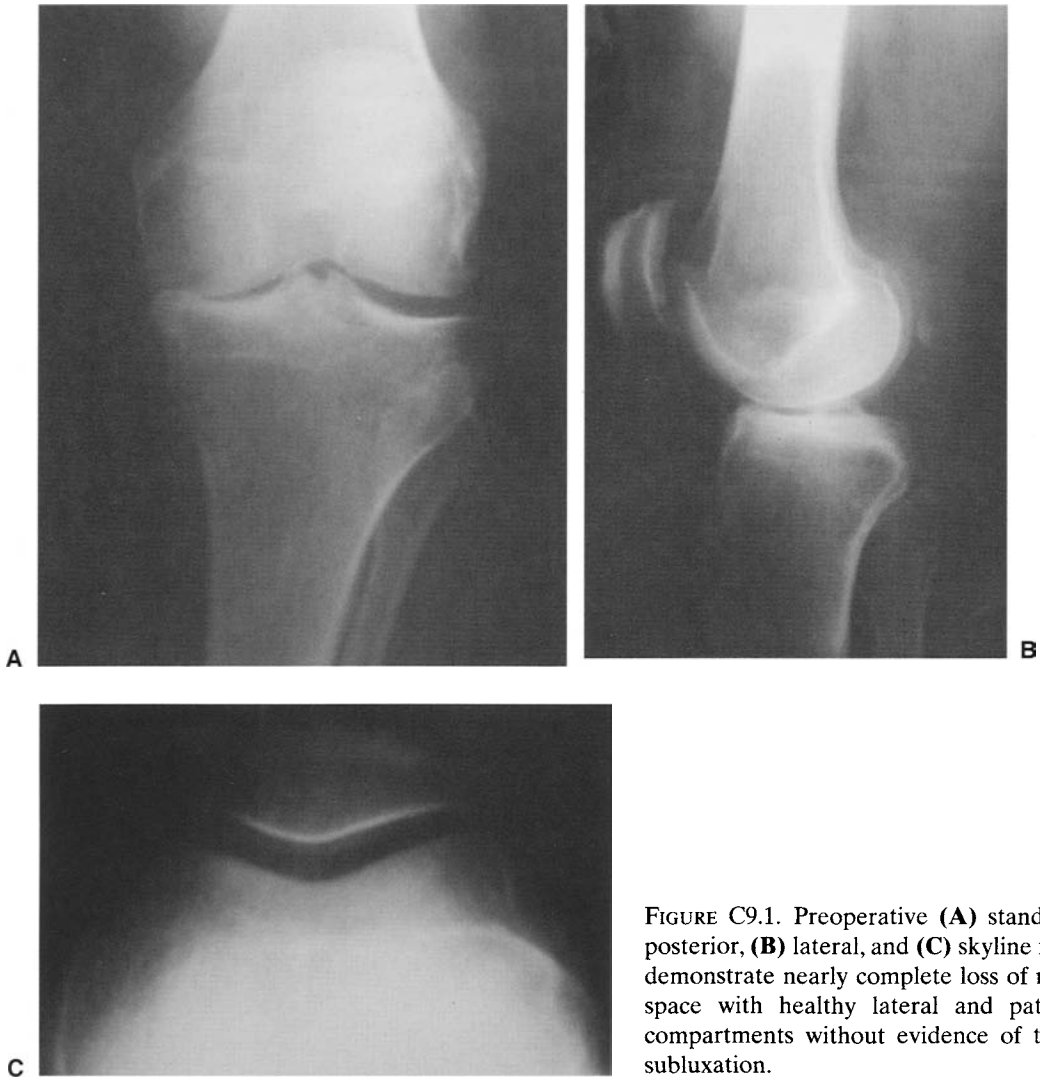 A
B
C
FIGURE C9.1. Preoperative (A) stand
posterior, (B) lateral, and (C) skyline
demonstrate nearly complete loss of
space with healthy lateral and pat
compartments without evidence of t
subluxation.